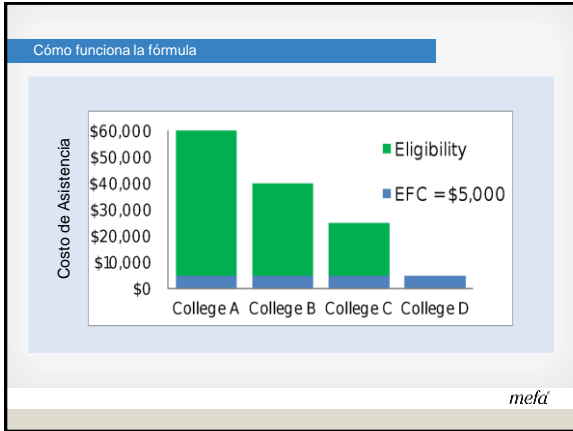 Cómo funciona la fórmula
Costo de Asistencia
$60,000
$50,000
$40,000
$30,000
$20,000
$10,000
$0
Eligibility
EFC = $5,000
College A College B College C College D
mefa